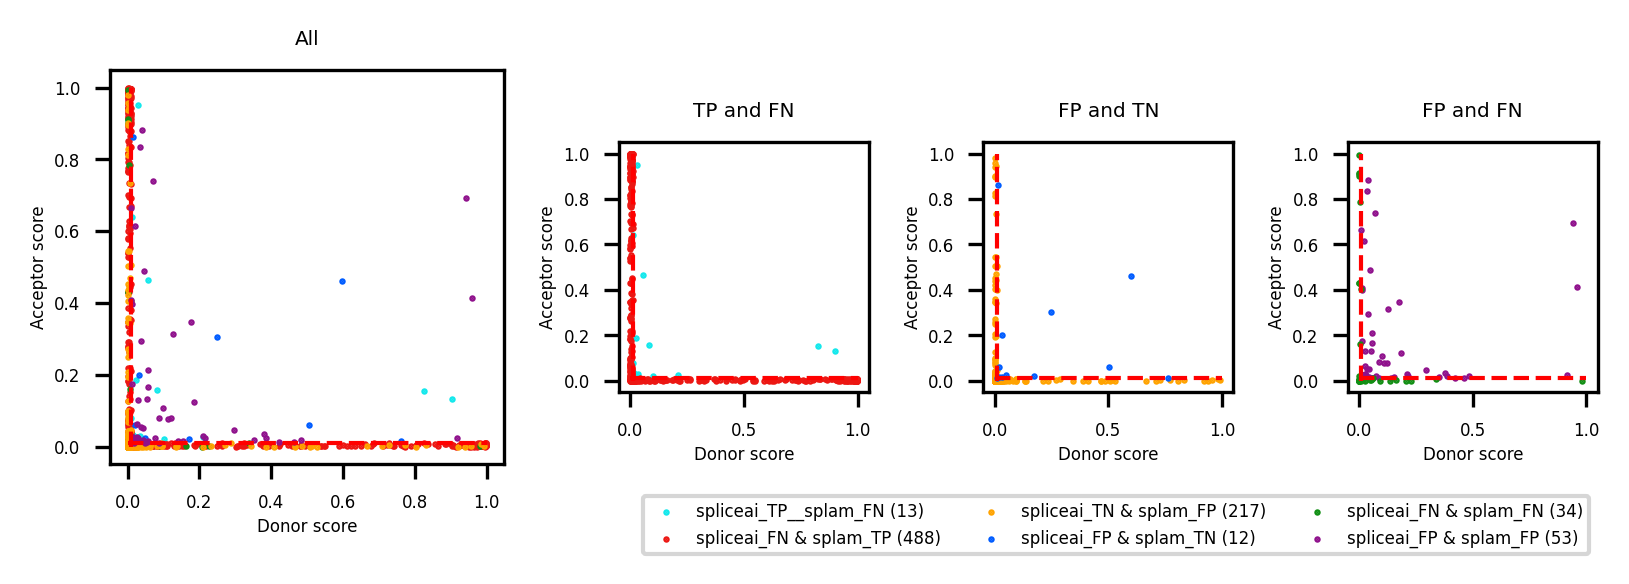 All
1.0
0.8
0.6
0.4
0.2
0.0
Acceptor score
0.0 0.2 0.4 0.6 0.8 1.0
Donor score
TP and FN
1.0
0.8
0.6
0.4
0.2
0.0
Acceptor score
0.0 0.5 1.0
Donor score
FP and TN
1.0
0.8
0.6
0.4
0.2
0.0
Acceptor score
0.0 0.5 1.0
Donor score
FP and FN
1.0
0.8
0.6
0.4
0.2
0.0
Acceptor score
0.0 0.5 1.0
Donor score
spliceai_TP__splam_FN (13)
spliceai_FN & splam_TP (488)
spliceai_TN & splam_FP (217)
spliceai_FP & splam_TN (12)
spliceai_FN & splam_FN (34)
spliceai_FP & splam_FP (53)